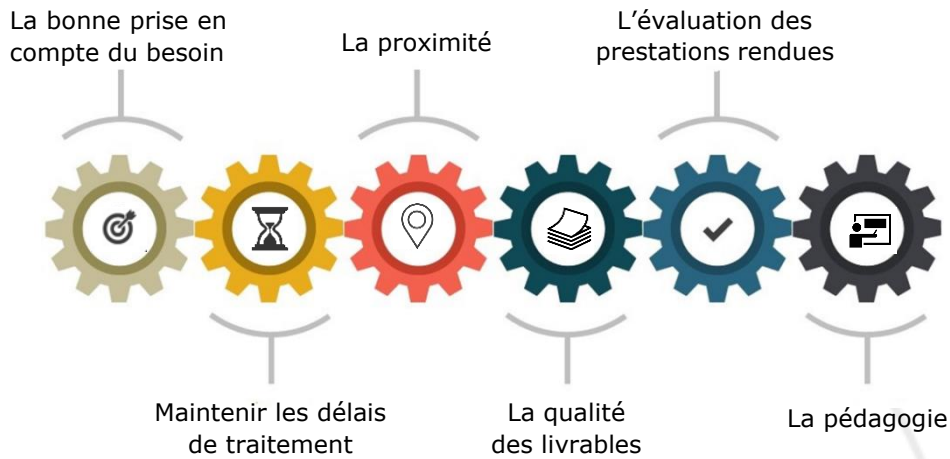 La bonne prise en
compte du besoin
La proximité
L’évaluation des
prestations rendues
Maintenir les délais
de traitement
La qualité
des livrables
La pédagogie